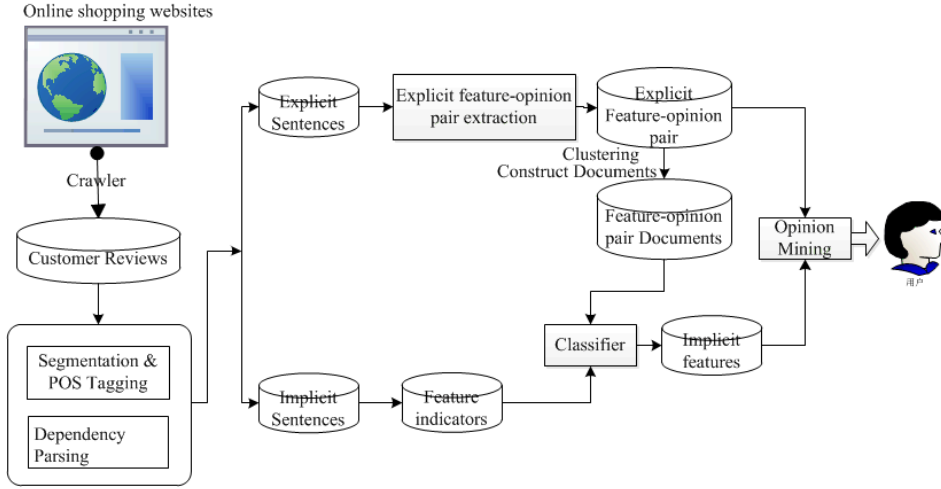 Online shopping websites
Crawler
Customer Reviews
Segmentation &
POS Tagging
Dependency
Parsing
Explicit
Sentences
Explicit feature-opinion
pair extraction
Explicit
Feature-opinion
pair
Clustering
Construct Documents
Feature-opinion
pair Documents
Classifier
Implicit
Sentences
Feature
indicators
Implicit
features
Opinion
Mining
用户